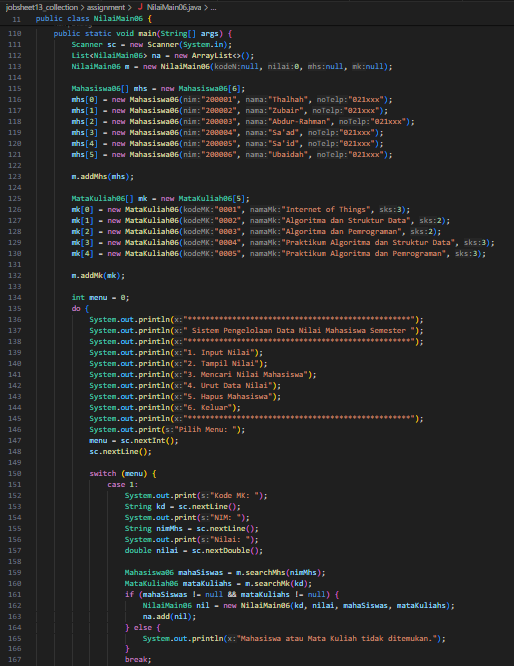 jobsheet13_collection > assignment > J NilaiMain06.java > ...
11 public class NilaiMain06 {
110 public static void main(String[] args) {
111 Scanner sc = new Scanner(System.in);
112 List<NilaiMain06> na = new ArrayList<>();
113 NilaiMain06 m = new NilaiMain06(kodeN:null, nilai:0, mhs:null, mk:null);
114
115 Mahasiswa06[] mhs = new Mahasiswa06[6];
116 mhs[0] = new Mahasiswa06(nim:"200001", nama:"Thalhah", noTelp:"021xxx");
117 mhs[1] = new Mahasiswa06(nim:"200002", nama:"Zubair", noTelp:"021xxx");
118 mhs[2] = new Mahasiswa06(nim:"200003", nama:"Abdur-Rahman", noTelp:"021xxx");
119 mhs[3] = new Mahasiswa06(nim:"200004", nama:"Sa'ad", noTelp:"021xxx");
120 mhs[4] = new Mahasiswa06(nim:"200005", nama:"Sa'id", noTelp:"021xxx");
121 mhs[5] = new Mahasiswa06(nim:"200006", nama:"Ubaidah", noTelp:"021xxx");
122
123 m.addMhs(mhs);
124
125 MataKuliah06[] mk = new MataKuliah06[5];
126 mk[0] = new MataKuliah06(kodeMK:"0001", namaMk:"Internet of Things", sks:3);
127 mk[1] = new MataKuliah06(kodeMK:"0002", namaMk:"Algoritma dan Struktur Data", sks:2);
128 mk[2] = new MataKuliah06(kodeMK:"0003", namaMk:"Algoritma dan Pemrograman", sks:2);
129 mk[3] = new MataKuliah06(kodeMK:"0004", namaMk:"Praktikum Algoritma dan Struktur Data", sks:3);
130 mk[4] = new MataKuliah06(kodeMK:"0005", namaMk:"Praktikum Algoritma dan Pemrograman", sks:3);
131
132 m.addMk(mk);
133
134 int menu = 0;
135 do {
136 System.out.println(x:"**************************************************");
137 System.out.println(x:" Sistem Pengelolaan Data Nilai Mahasiswa Semester ");
138 System.out.println(x:"**************************************************");
139 System.out.println(x:"1. Input Nilai");
140 System.out.println(x:"2. Tampil Nilai");
141 System.out.println(x:"3. Mencari Nilai Mahasiswa");
142 System.out.println(x:"4. Urut Data Nilai");
143 System.out.println(x:"5. Hapus Mahasiswa");
144 System.out.println(x:"6. Keluar");
145 System.out.println(x:"**************************************************");
146 System.out.print(s:"Pilih Menu: ");
147 menu = sc.nextInt();
148 sc.nextLine();
149
150 switch (menu) {
151 case 1:
152 System.out.print(s:"Kode MK: ");
153 String kd = sc.nextLine();
154 System.out.print(s:"NIM: ");
155 String nimMhs = sc.nextLine();
156 System.out.print(s:"Nilai: ");
157 double nilai = sc.nextDouble();
158
159 Mahasiswa06 mahaSiswas = m.searchMhs(nimMhs);
160 MataKuliah06 mataKuliahs = m.searchMk(kd);
161 if (mahaSiswas != null && mataKuliahs != null) {
162 NilaiMain06 nil = new NilaiMain06(kd, nilai, mahaSiswas, mataKuliahs);
163 na.add(nil);
164 } else {
165 System.out.println(x:"Mahasiswa atau Mata Kuliah tidak ditemukan.");
166 }
167 break;